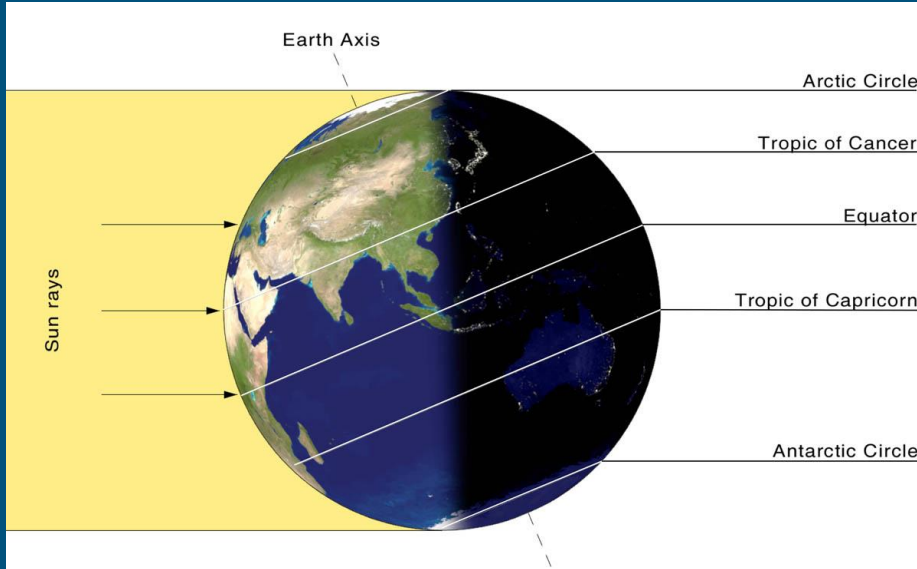 Earth Axis
Arctic Circle
Tropic of Cancer
Equator
Sun rays
Tropic of Capricorn
Antarctic Circle